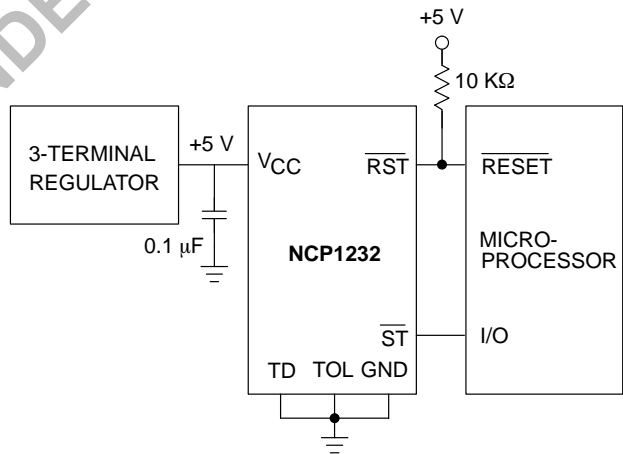 +5 V
10 KΩ
3-TERMINAL
REGULATOR
+5 V
0.1 μF
VCC
RST
NCP1232
ST
TD TOL GND
RESET
MICRO-
PROCESSOR
I/O